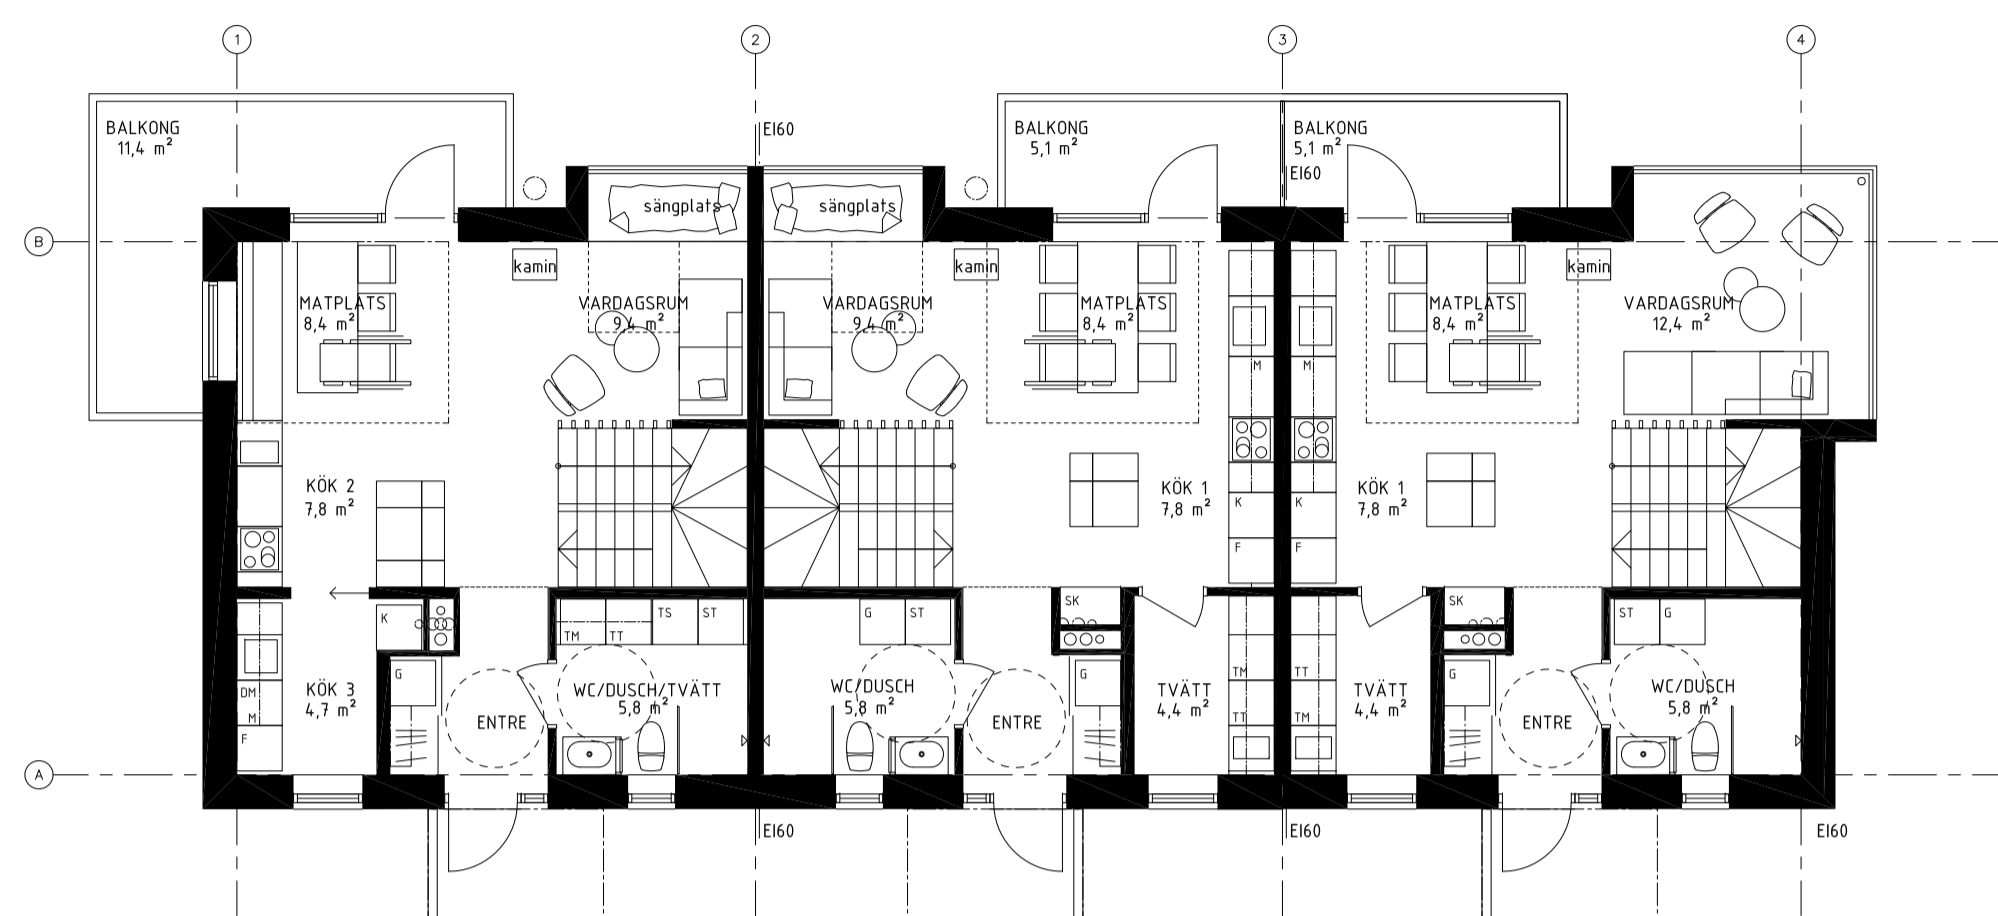 1
2
3
4
BALKONG
11,4 m²
EI60
BALKONG
5,1 m²
BALKONG
5,1 m²
EI60
sängplats
sängplats
B
kamin
kamin
kamin
MATPLATS
8,4 m²
VARDAGSRUM
9,4 m²
VARDAGSRUM
9,4 m²
MATPLATS
8,4 m²
MATPLATS
8,4 m²
VARDAGSRUM
12,4 m²
M
M
KÖK 2
7,8 m²
KÖK 1
7,8 m²
K
F
K
F
KÖK 1
7,8 m²
K
TM
TT
TS
ST
G
ST
SK
SK
ST
G
G
DM
M
F
KÖK 3
4,7 m²
ENTRE
WC/DUSCH/TVÄTT
5,8 m²
WC/DUSCH
5,8 m²
ENTRE
G
TVÄTT
4,4 m²
TM
TT
TT
TM
TVÄTT
4,4 m²
G
ENTRE
WC/DUSCH
5,8 m²
A
EI60
EI60
EI60